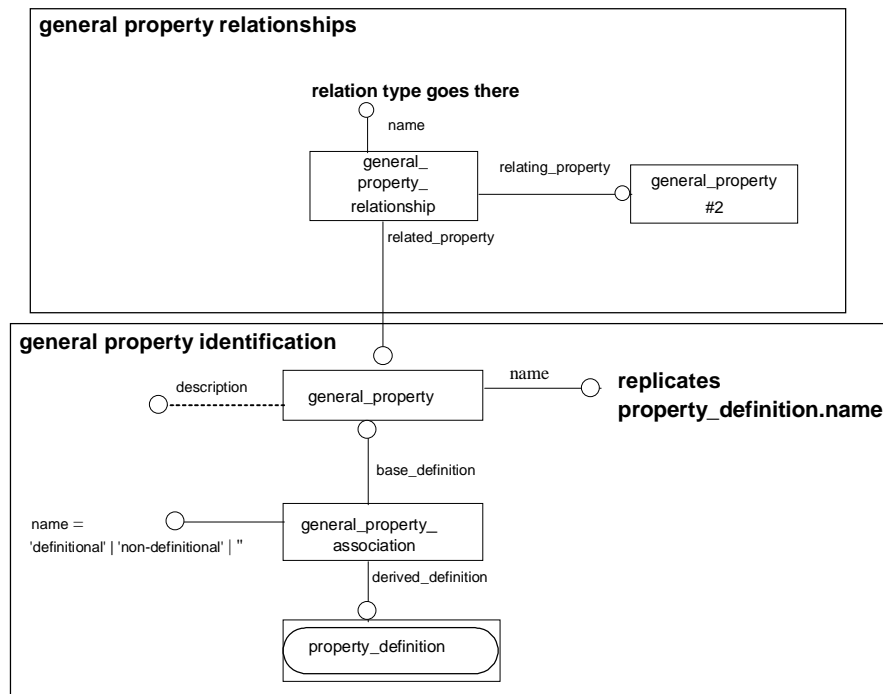 general property relationships
relation type goes there
name
general_
property_
relationship
relating_property
general_property
#2
related_property
general property identification
description
general_property
name
replicates
property_definition.name
base_definition
name =
'definitional' | 'non-definitional' | ''
general_property_
association
derived_definition
property_definition